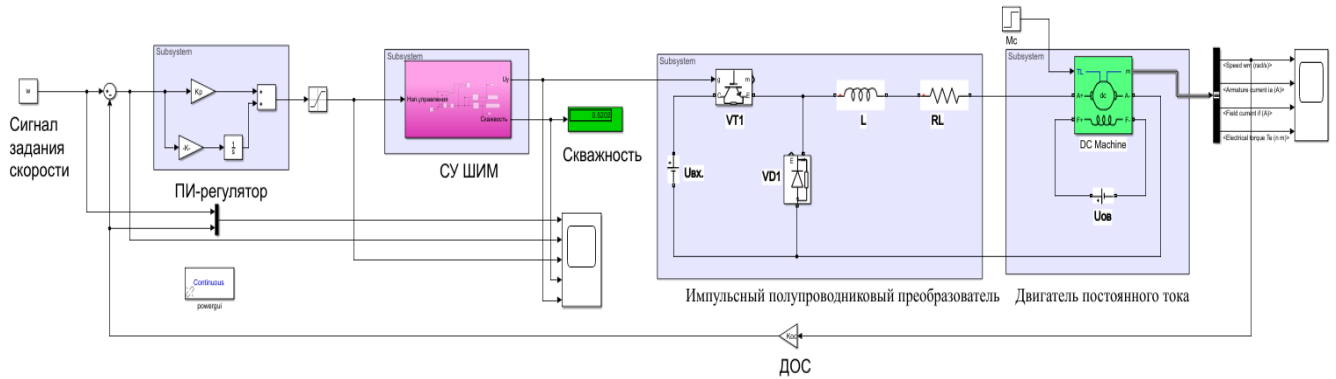 Subsystem
Subsystem
Subsystem
Subsystem
Mc
w
Kp
-K-
1
s
Нап.управления
Uy
Скважность
0.6202
g
m
C
E
VT1
L
RL
TL
m
dc
A+
A-
F+
F-
DC Machine
<Speed wm (rad/s)>
<Armature current ia (A)>
<Field current if (A)>
<Electrical torque Te (n m)>
Сигнал
задания
скорости
ПИ-регулятор
СУ ШИМ
Скважность
Uвх.
VD1
Uов
Continuous
powergui
Импульсный полупроводниковый преобразователь
Двигатель постоянного тока
Кос
ДОС